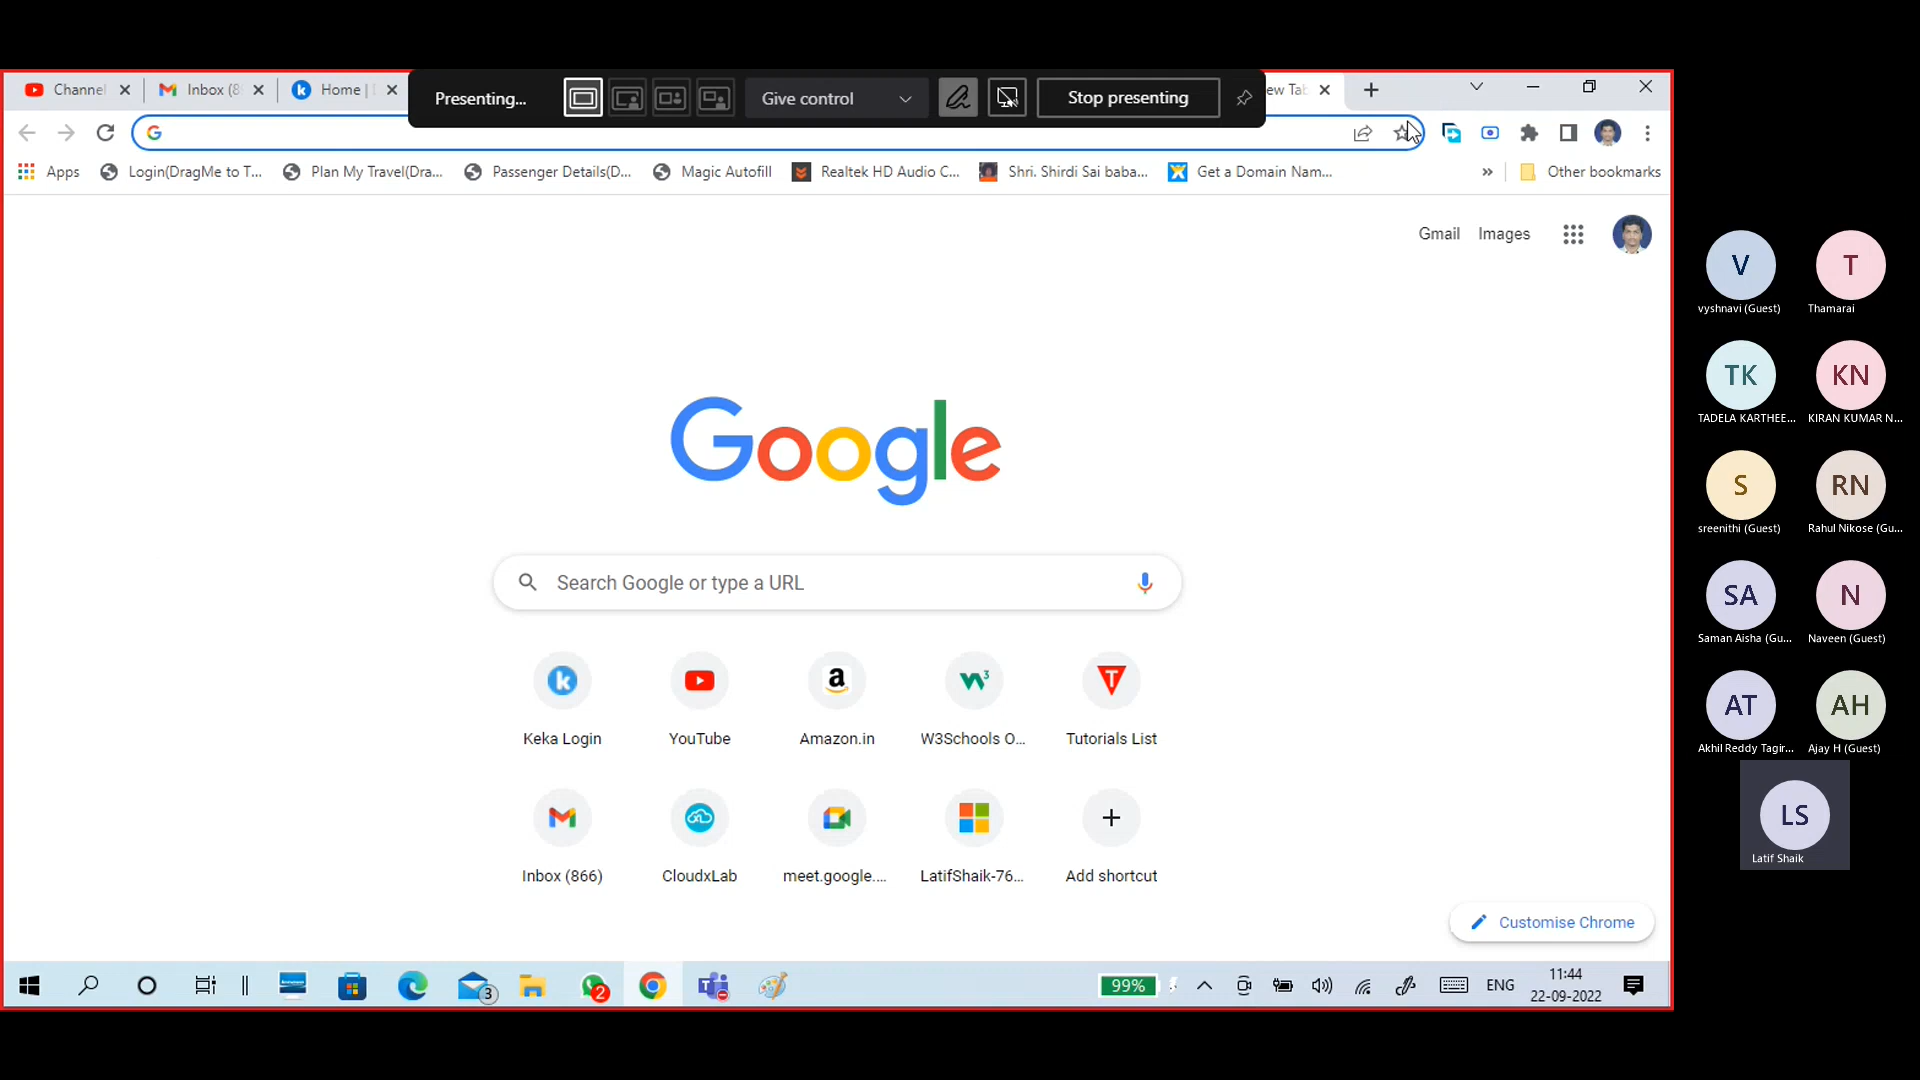 Channel
Inbox (8
Home |
Presenting...
Give control
Stop presenting
ew Tab
Apps
Login(DragMe to T...
Plan My Travel(Dra...
Passenger Details(D...
Magic Autofill
Realtek HD Audio C...
Shri. Shirdi Sai baba...
Get a Domain Nam...
»
Other bookmarks
Gmail
Images
Google
Search Google or type a URL
Keka Login
YouTube
Amazon.in
W3Schools O...
Tutorials List
Inbox (866)
CloudxLab
meet.google....
LatifShaik-76...
Add shortcut
Customise Chrome
3
2
99%
ENG
11:44
22-09-2022
V
vyshnavi (Guest)
T
Thamarai
TK
TADELA KARTHEE...
KN
KIRAN KUMAR N...
S
sreenithi (Guest)
RN
Rahul Nikose (Gu...
SA
Saman Aisha (Gu...
N
Naveen (Guest)
AT
Akhil Reddy Tagir...
AH
Ajay H (Guest)
LS
Latif Shaik